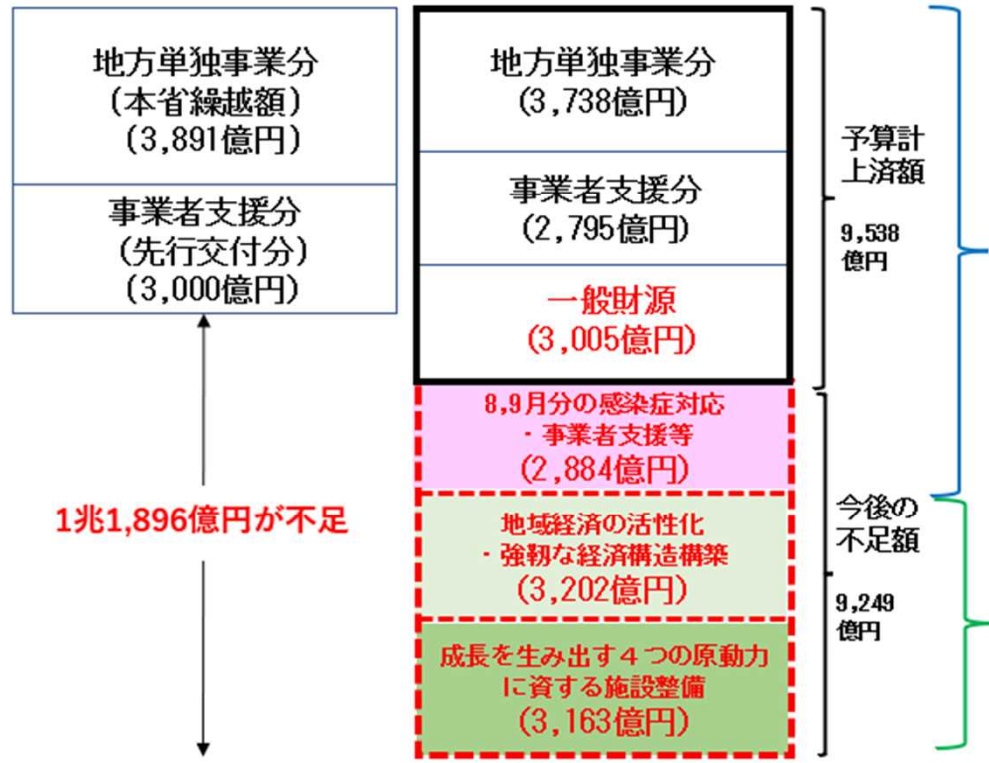 地方単独事業分
(本省繰越額)
(3,891億円)
事業者支援分
(先行交付分)
(3,000億円)
1兆1,896億円が不足
地方単独事業分
(3,738億円)
事業者支援分
(2,795億円)
一般財源
(3,005億円)
8,9月分の感染症対応
・事業者支援等
(2,884億円)
地域経済の活性化
・強靭な経済構造構築
(3,202億円)
成長を生み出す４つの原動力
に資する施設整備
(3,163億円)
予算計
上済額
9,538
億円
今後の
不足額
9,249
億円